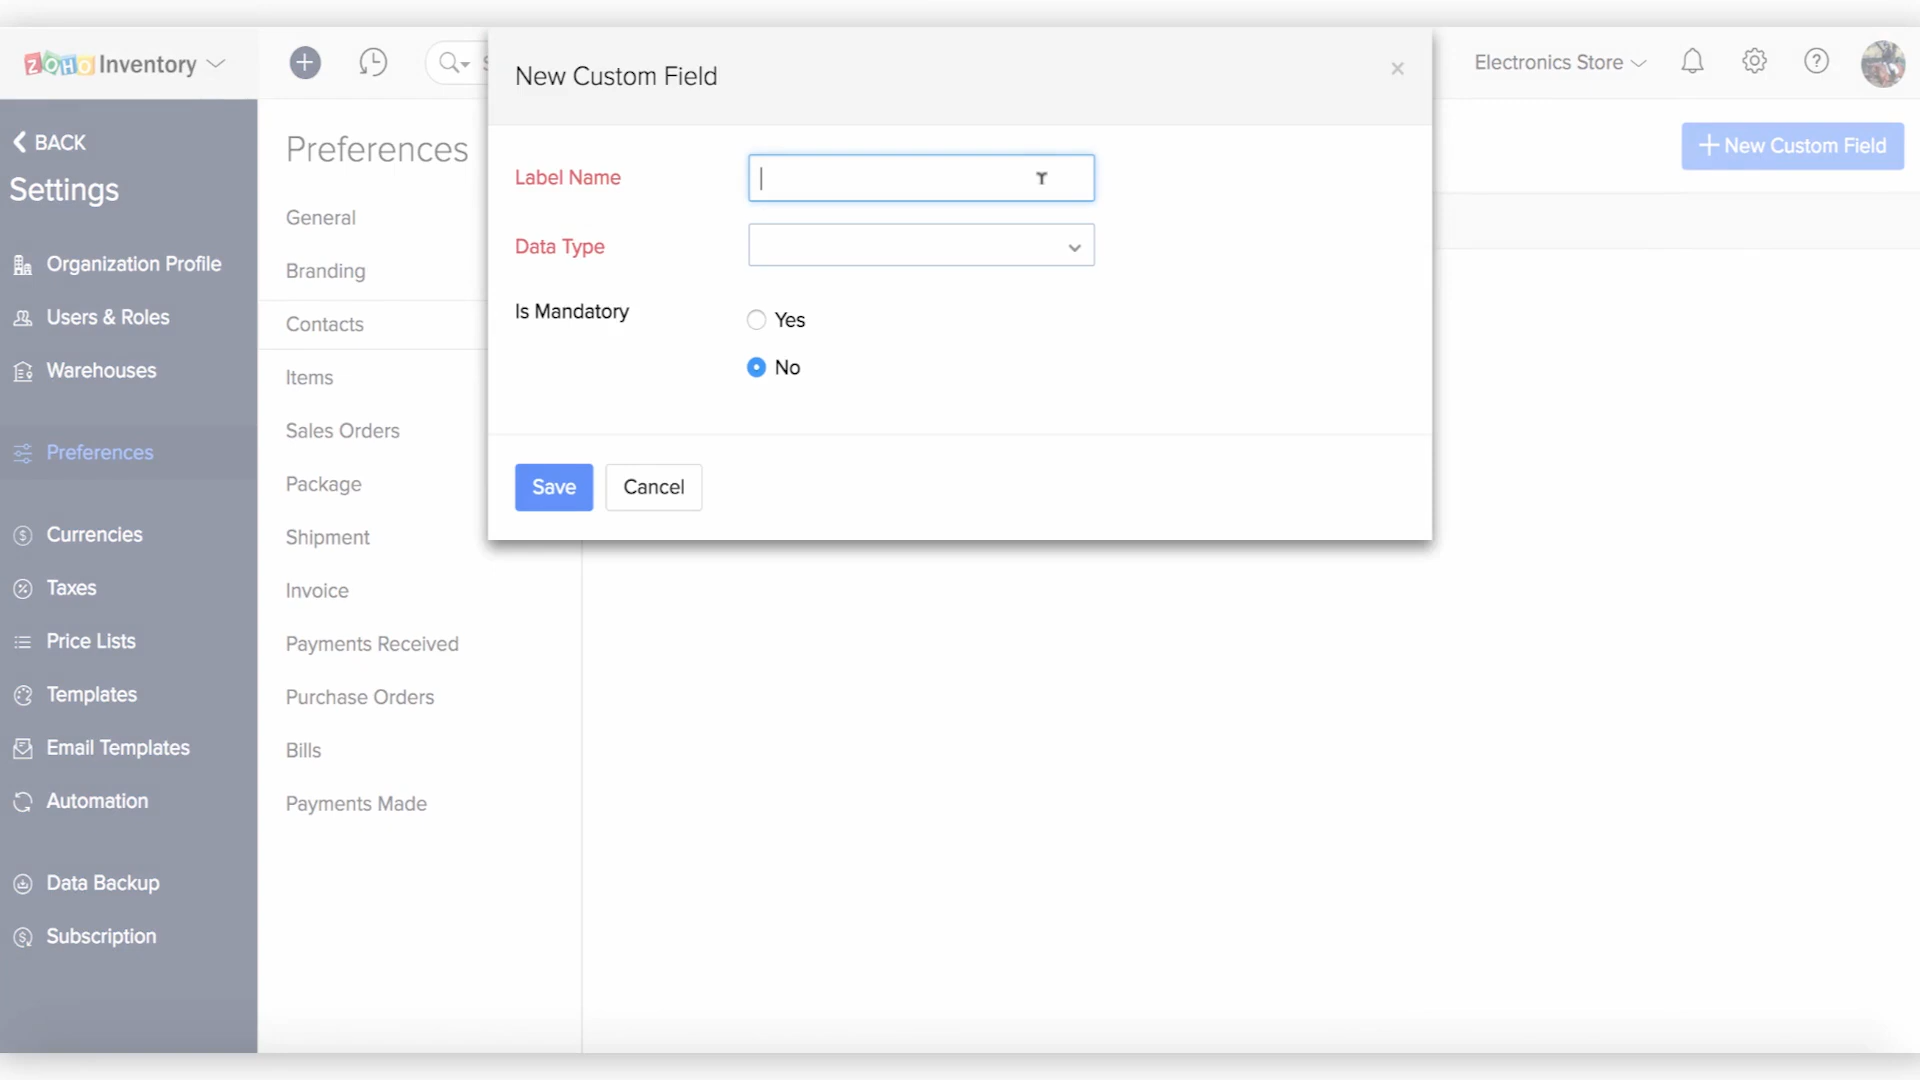 ZOHO Inventory
Electronics Store
BACK
Settings
Organization Profile
Users & Roles
Warehouses
Preferences
Currencies
Taxes
Price Lists
Templates
Email Templates
Automation
Data Backup
Subscription
Preferences
General
Branding
Contacts
Items
Sales Orders
Package
Shipment
Invoice
Payments Received
Purchase Orders
Bills
Payments Made
New Custom Field
Label Name
Data Type
Is Mandatory
Yes
No
Save
Cancel
New Custom Field